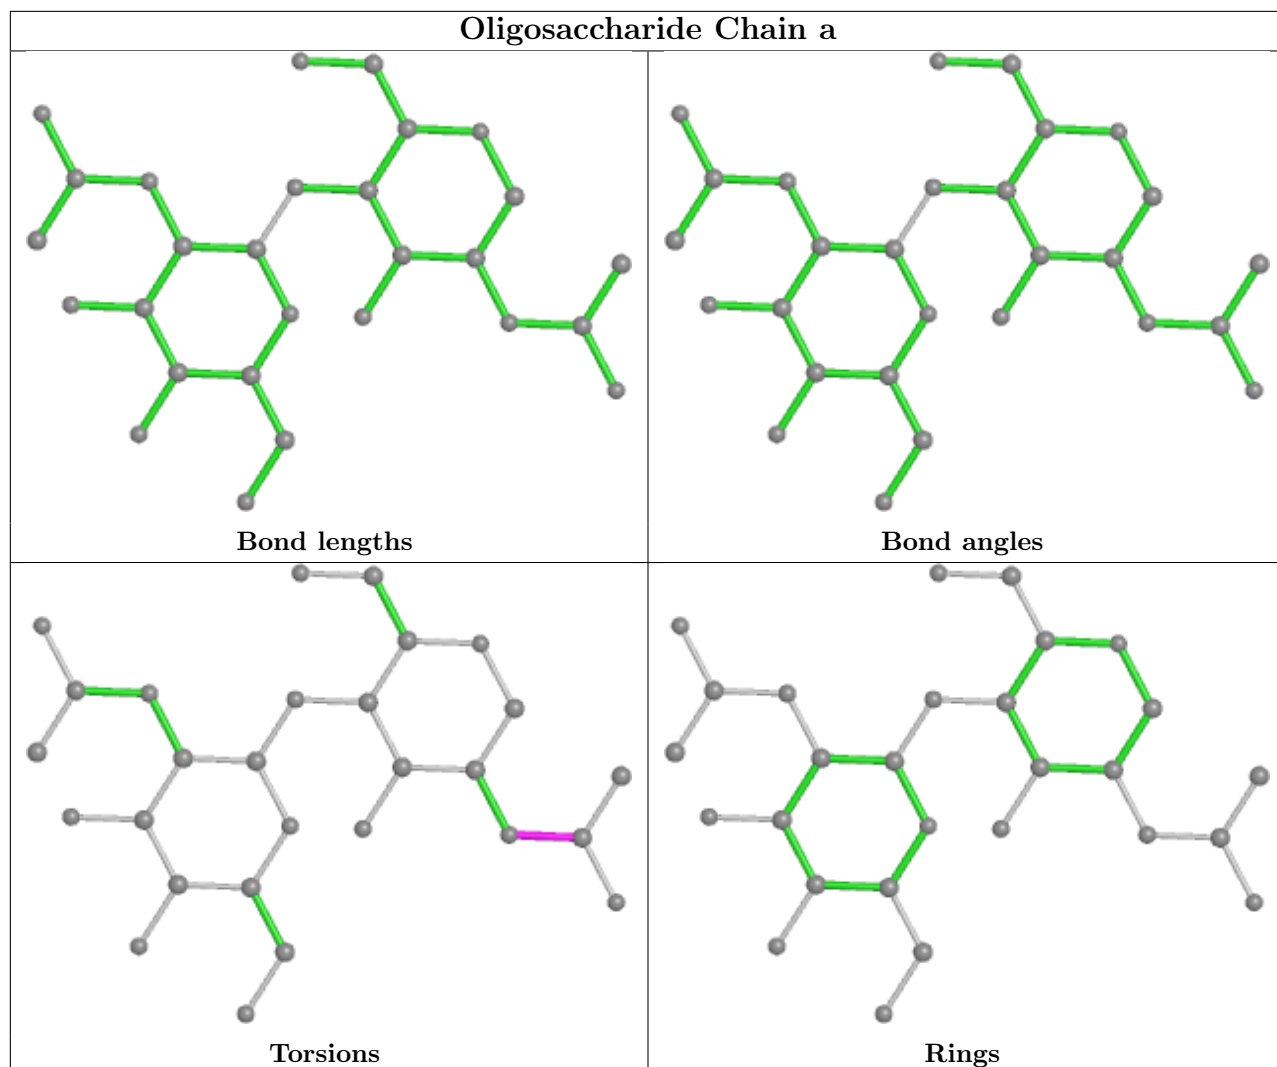 Oligosaccharide Chain a
Bond lengths
Bond angles
Torsions
Rings